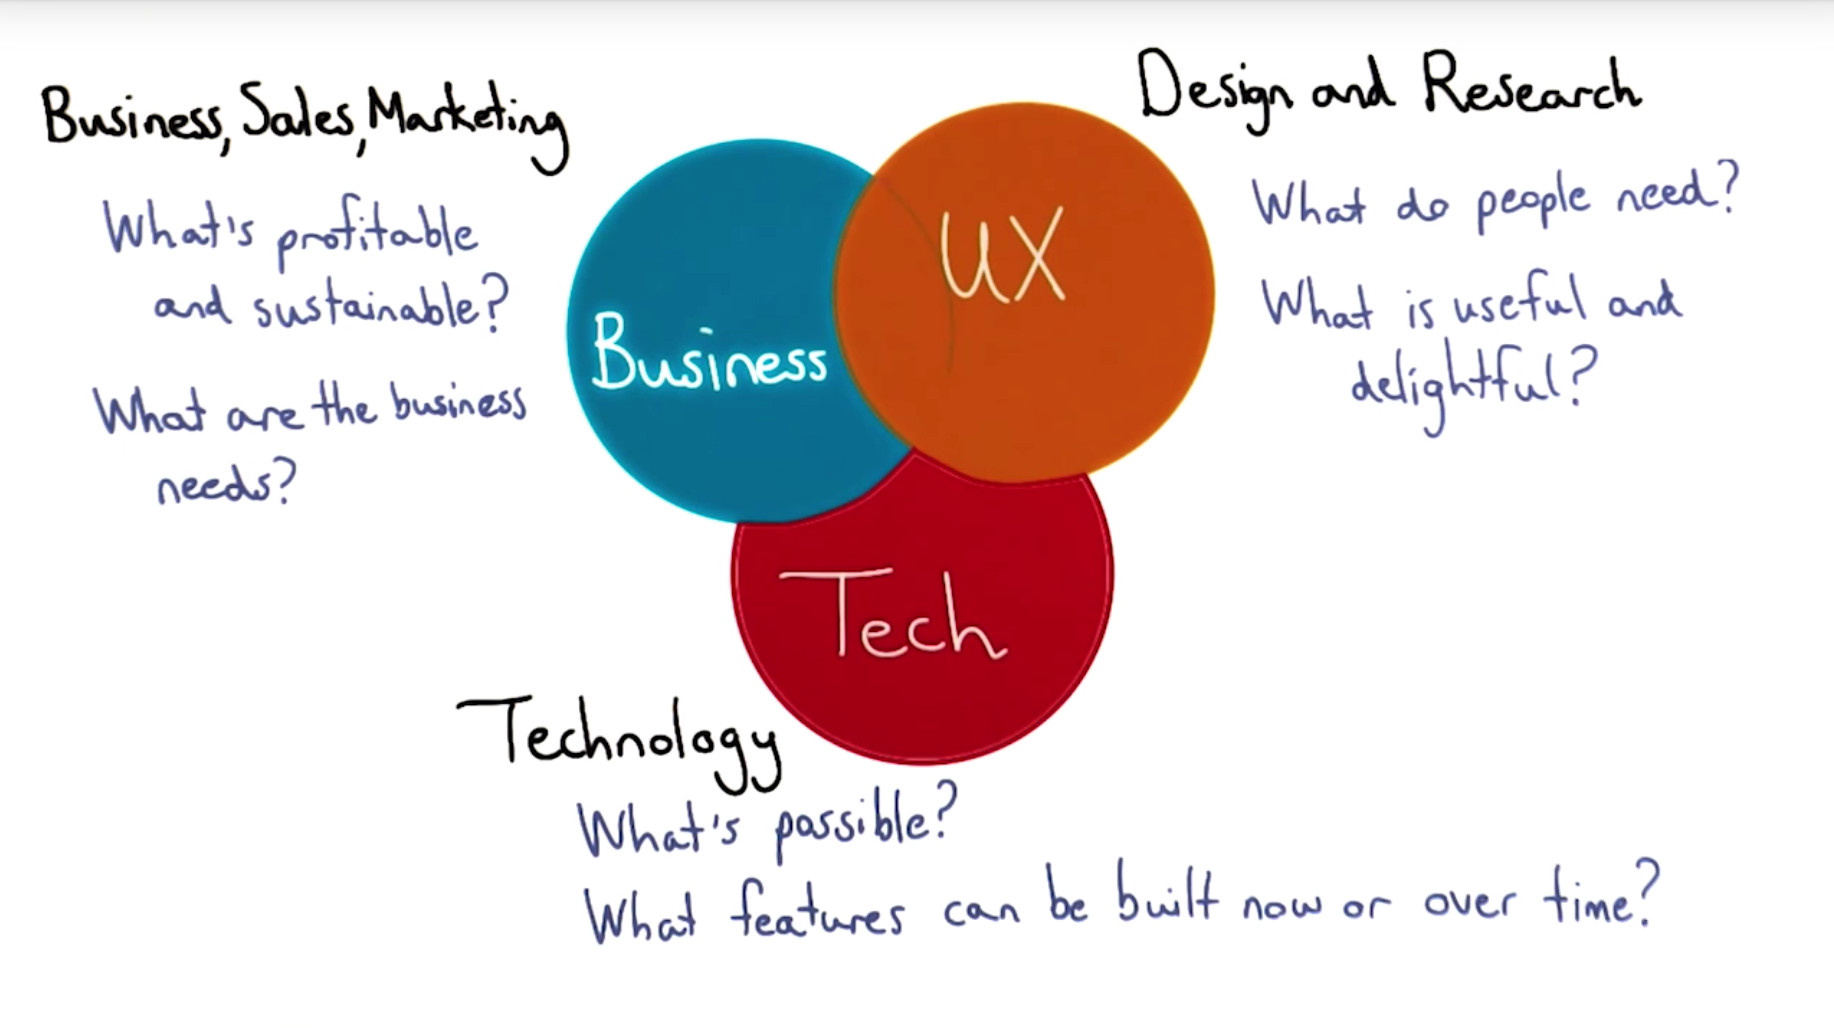 Business, Sales, Marketing
What's profitable
and sustainable?
What are the business
needs?
Business
UX
Tech
Design and Research
What do people need?
What is useful and
delightful?
Technology
What's possible?
What features can be built now or over time?